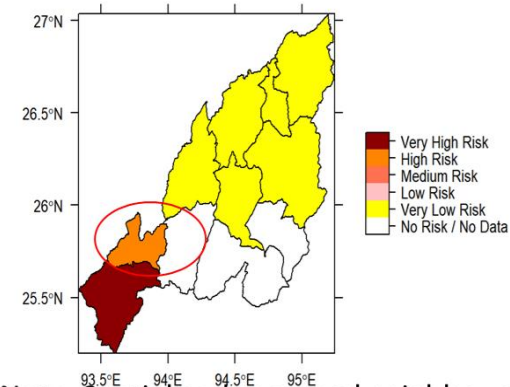 27°N
26.5°N
26°N
25.5°N
93.5°E 94°E 94.5°E 95°E
Very High Risk
High Risk
Medium Risk
Low Risk
Very Low Risk
No Risk / No Data